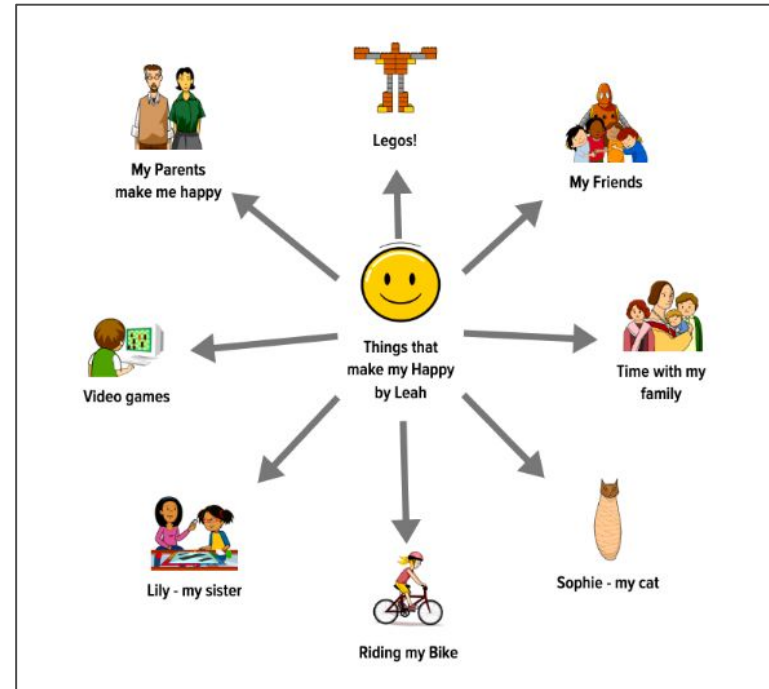 Legos!
My Parents
make me happy
My Friends
Things that
make my Happy
by Leah
Time with my
family
Video games
Sophie - my cat
Lily - my sister
Riding my Bike